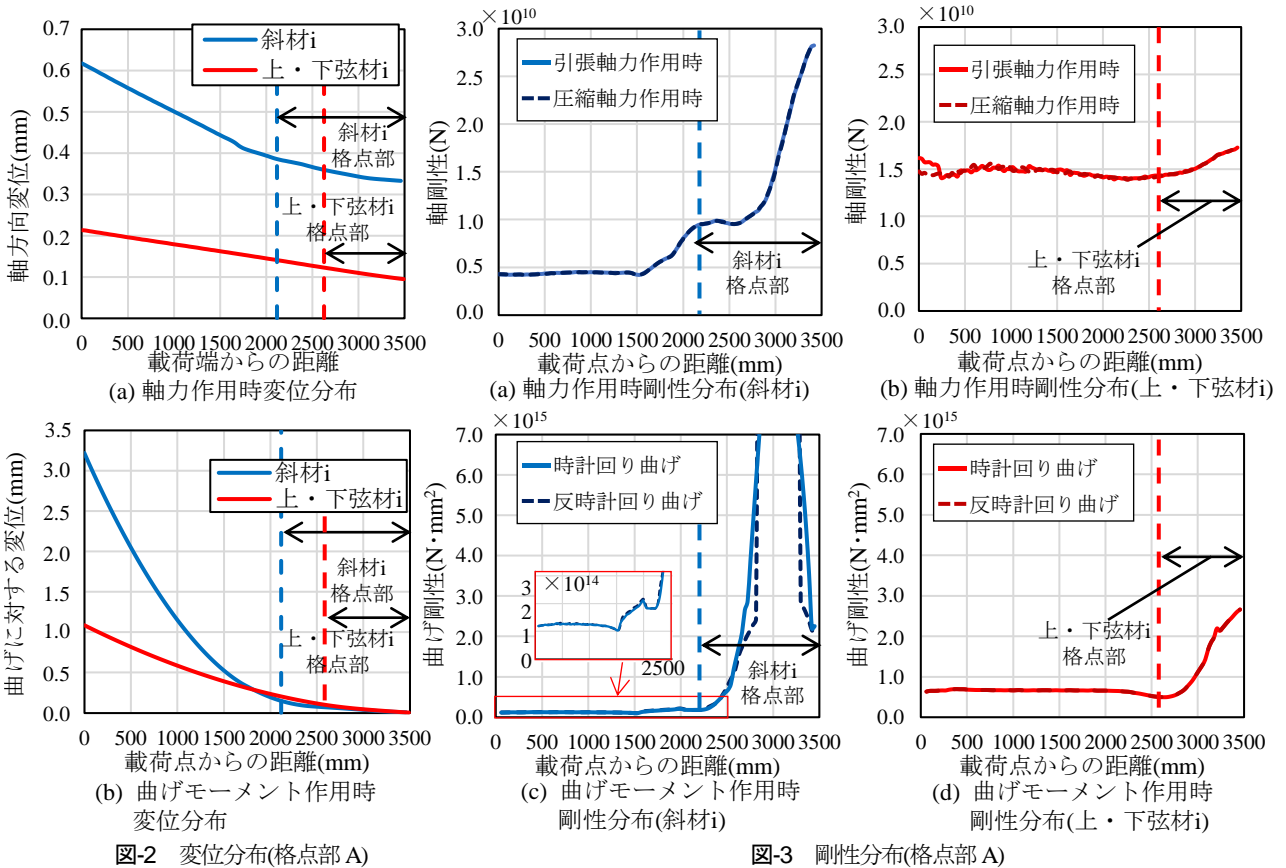 0.7
0.6
0.5
0.4
0.3
0.2
0.1
0.0
軸方向変位(mm)
斜材i
上・下弦材i
斜材i
格点部
上・下弦材i
格点部
0 500 1000 1500 2000 2500 3000 3500
載荷端からの距離
(a) 軸力作用時変位分布
×10¹⁰
3.0
2.5
2.0
1.5
1.0
0.5
0.0
軸剛性(N)
引張軸力作用時
圧縮軸力作用時
斜材i
格点部
0 500 1000 1500 2000 2500 3000 3500
載荷点からの距離(mm)
(a) 軸力作用時剛性分布(斜材i)
×10¹⁰
3.0
2.5
2.0
1.5
1.0
5.0
0.0
軸剛性(N)
引張軸力作用時
圧縮軸力作用時
上・下弦材i
格点部
0 500 1000 1500 2000 2500 3000 3500
載荷点からの距離(mm)
(b) 軸力作用時剛性分布(上・下弦材i)
3.5
3.0
2.5
2.0
1.5
1.0
0.5
0.0
曲げに対する変位(mm)
斜材i
上・下弦材i
斜材i
格点部
上・下弦材i
格点部
0 500 1000 1500 2000 2500 3000 3500
載荷点からの距離(mm)
(b) 曲げモーメント作用時
変位分布
×10¹⁵
7.0
6.0
5.0
4.0
3.0
2.0
1.0
0.0
曲げ剛性(N・mm²)
時計回り曲げ
反時計回り曲げ
×10¹⁴
3
2
1
0
2500
斜材i
格点部
0 500 1000 1500 2000 2500 3000 3500
載荷点からの距離(mm)
(c) 曲げモーメント作用時
剛性分布(斜材i)
×10¹⁵
7.0
6.0
5.0
4.0
3.0
2.0
1.0
0.0
曲げ剛性(N・mm²)
時計回り曲げ
反時計回り曲げ
上・下弦材i
格点部
0 500 1000 1500 2000 2500 3000 3500
載荷点からの距離(mm)
(d) 曲げモーメント作用時
剛性分布(上・下弦材i)
図-2 変位分布(格点部 A)
図-3 剛性分布(格点部 A)